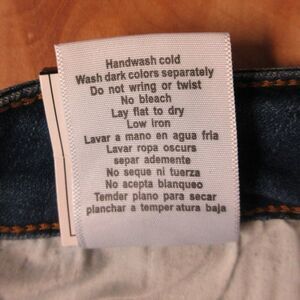 Handwash cold
Wash dark colors separately
Do not wring or twist
No bleach
Lay flat to dry
Low iron
Lavar a mano en agua fria
Lavar ropa oscurs
separ ademente
No seque ni tuerza
No acepta blanqueo
Temder plano para secar
planchar a temper atura baja